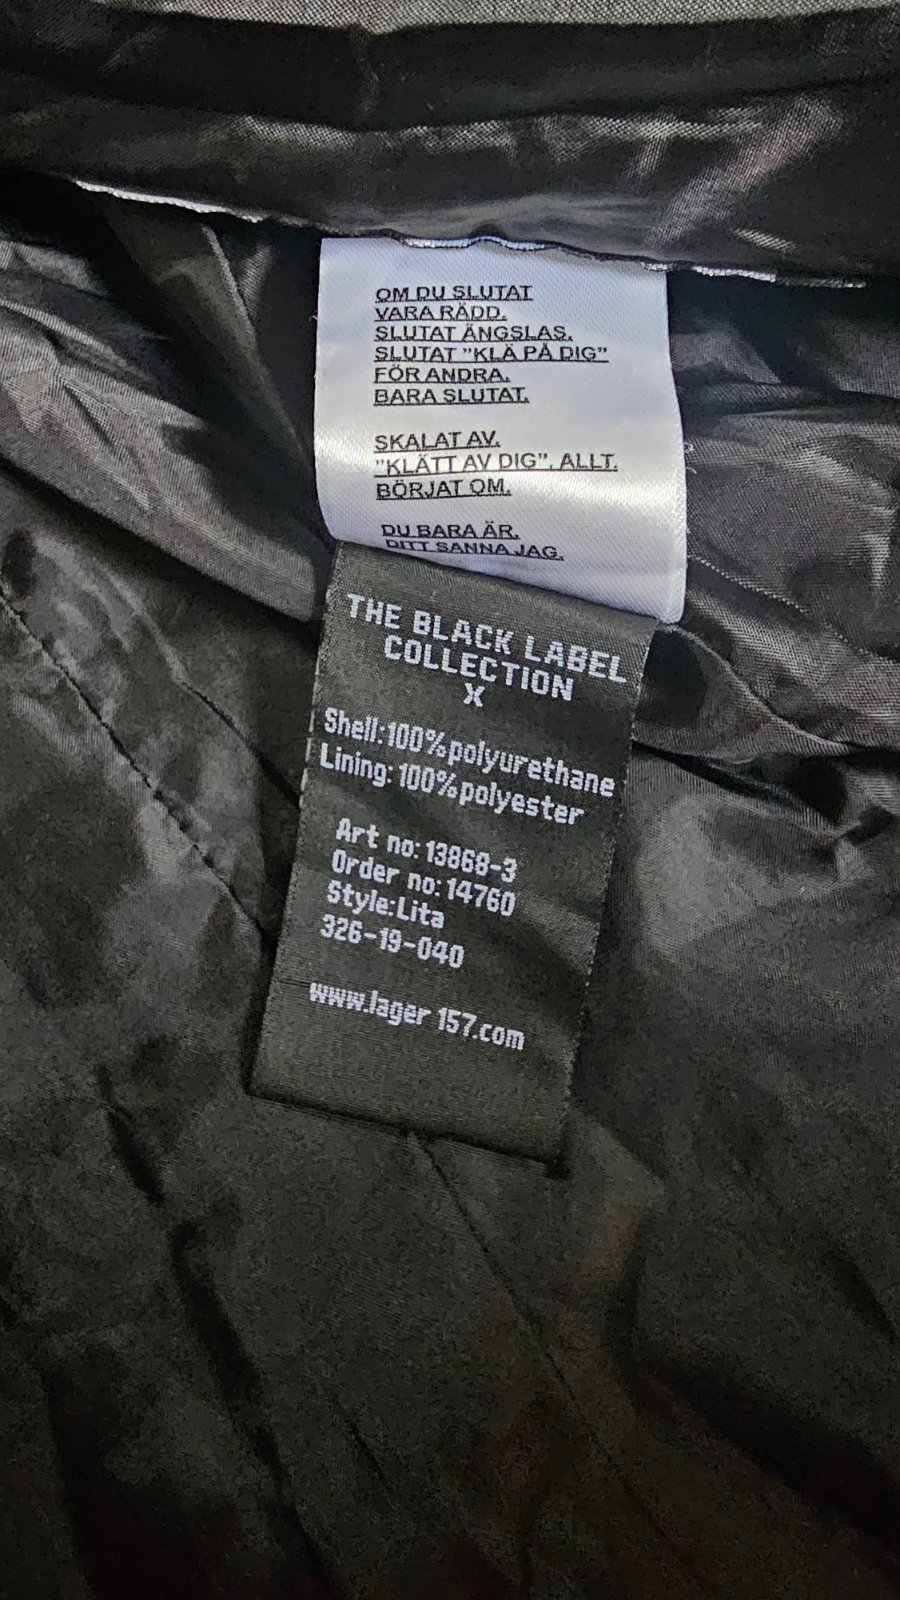 OM DU SLUTAT
VARA RÄDD.
SLUTAT ÄNGSLAS.
SLUTAT ”KLÄ PÅ DIG”
FÖR ANDRA.
BARA SLUTAT.
SKALAT AV.
”KLÄTT AV DIG”. ALLT.
BÖRJAT OM.
DU BARA ÄR.
DITT SANNA JAG.
THE BLACK LABEL
COLLECTION
X
Shell:100%polyurethane
Lining:100%polyester
Art no:13868-3
Order no:14760
Style:Lita
326-19-040
www.lager 157.com